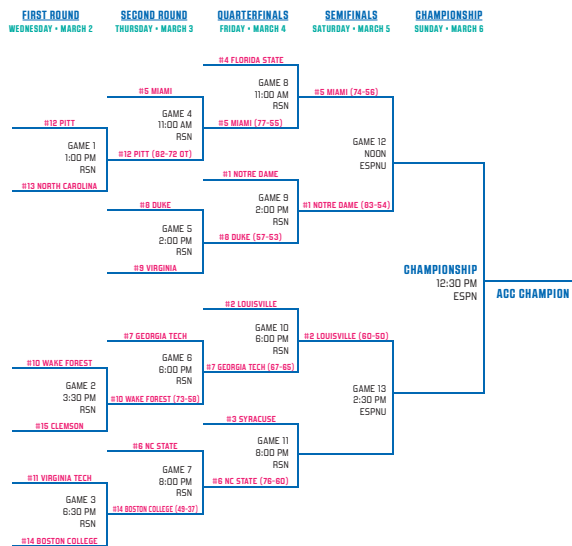 FIRST ROUND
WEDNESDAY • MARCH 2
SECOND ROUND
THURSDAY • MARCH 3
QUARTERFINALS
FRIDAY • MARCH 4
SEMIFINALS
SATURDAY • MARCH 5
CHAMPIONSHIP
SUNDAY • MARCH 6
#12 PITT
GAME 1
1:00 PM
RSN
#13 NORTH CAROLINA
#10 WAKE FOREST
GAME 2
3:30 PM
RSN
#15 CLEMSON
#11 VIRGINIA TECH
GAME 3
6:30 PM
RSN
#14 BOSTON COLLEGE
#5 MIAMI
GAME 4
11:00 AM
RSN
#12 PITT (82-72 OT)
#8 DUKE
GAME 5
2:00 PM
RSN
#9 VIRGINIA
#7 GEORGIA TECH
GAME 6
6:00 PM
RSN
#10 WAKE FOREST (73-58)
#6 NC STATE
GAME 7
8:00 PM
RSN
#14 BOSTON COLLEGE (49-37)
#4 FLORIDA STATE
GAME 8
11:00 AM
RSN
#5 MIAMI (77-55)
#1 NOTRE DAME
GAME 9
2:00 PM
RSN
#8 DUKE (57-53)
#2 LOUISVILLE
GAME 10
6:00 PM
RSN
#7 GEORGIA TECH (67-65)
#3 SYRACUSE
GAME 11
8:00 PM
RSN
#6 NC STATE (76-60)
#5 MIAMI (74-56)
GAME 12
NOON
ESPNU
#1 NOTRE DAME (83-54)
#2 LOUISVILLE (60-50)
GAME 13
2:30 PM
ESPNU
CHAMPIONSHIP
12:30 PM
ESPN
ACC CHAMPION